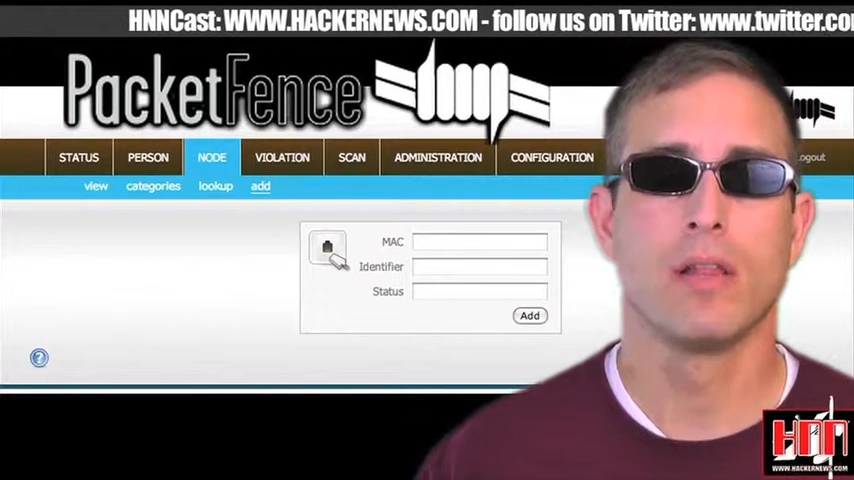 HNNCast: WWW.HACKERNEWS.COM - follow us on Twitter: www.twitter.co
PacketFence
STATUS PERSON NODE VIOLATION SCAN ADMINISTRATION CONFIGURATION
Logout
view categories lookup add
MAC
Identifier
Status
Add
?
HNN
WWW.HACKERNEWS.COM